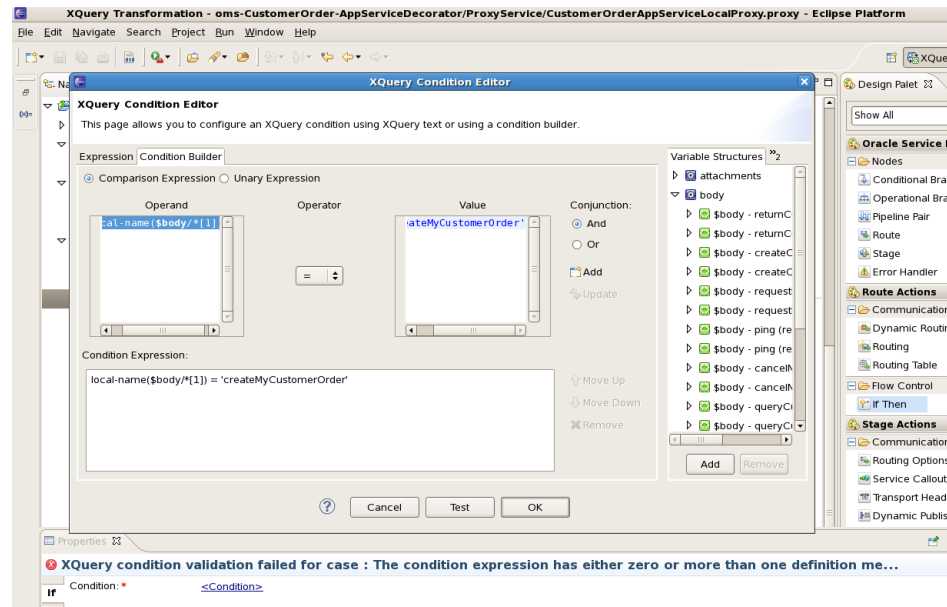 XQuery Transformation - oms-CustomerOrder-AppServiceDecorator/ProxyService/CustomerOrderAppServiceLocalProxy.proxy - Eclipse Platform
File Edit Navigate Search Project Run Window Help
XQue
Na
XQuery Condition Editor
Design Palet
XQuery Condition Editor
This page allows you to configure an XQuery condition using XQuery text or using a condition builder.
Show All
Expression Condition Builder
Variable Structures »2
Oracle Service
Comparison Expression Unary Expression
attachments
Nodes
body
Conditional Bra
Operand Operator Value Conjunction:
Operational Bra
cal-name($body/*[1]
ateMyCustomerOrder'
And
$body - returnC
Pipeline Pair
Or
$body - returnC
Route
$body - createC
Stage
= Add
$body - createC
Error Handler
Update
$body - request
Route Actions
$body - request
Communication
$body - ping (re
Dynamic Routin
Condition Expression:
$body - ping (re
Routing
local-name($body/*[1]) = 'createMyCustomerOrder'
Move Up
$body - cancelN
Routing Table
Move Down
$body - cancelN
Flow Control
Remove
$body - queryCu
If Then
$body - queryCu
Stage Actions
Communication
Add Remove
Routing Options
Service Callout
? Cancel Test OK
Transport Head
Dynamic Publis
Properties
XQuery condition validation failed for case : The condition expression has either zero or more than one definition me...
If Condition: * <Condition>